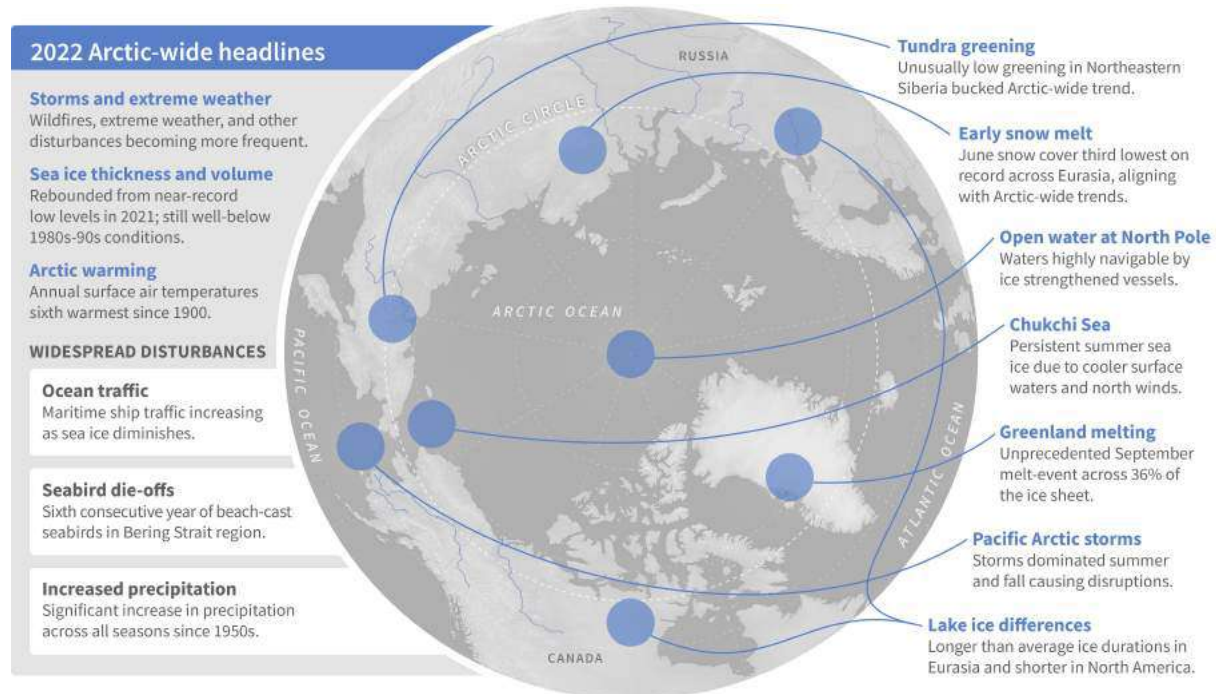 2022 Arctic-wide headlines
Storms and extreme weather
Wildfires, extreme weather, and other
disturbances becoming more frequent.
Sea ice thickness and volume
Rebounded from near-record
low levels in 2021; still well-below
1980s-90s conditions.
Arctic warming
Annual surface air temperatures
sixth warmest since 1900.
WIDESPREAD DISTURBANCES
Ocean traffic
Maritime ship traffic increasing
as sea ice diminishes.
Seabird die-offs
Sixth consecutive year of beach-cast
seabirds in Bering Strait region.
Increased precipitation
Significant increase in precipitation
across all seasons since 1950s.
RUSSIA
ARCTIC CIRCLE
ARCTIC OCEAN
PACIFIC OCEAN
ATLANTIC OCEAN
CANADA
Tundra greening
Unusually low greening in Northeastern
Siberia bucked Arctic-wide trend.
Early snow melt
June snow cover third lowest on
record across Eurasia, aligning
with Arctic-wide trends.
Open water at North Pole
Waters highly navigable by
ice strengthened vessels.
Chukchi Sea
Persistent summer sea
ice due to cooler surface
waters and north winds.
Greenland melting
Unprecedented September
melt-event across 36% of
the ice sheet.
Pacific Arctic storms
Storms dominated summer
and fall causing disruptions.
Lake ice differences
Longer than average ice durations in
Eurasia and shorter in North America.